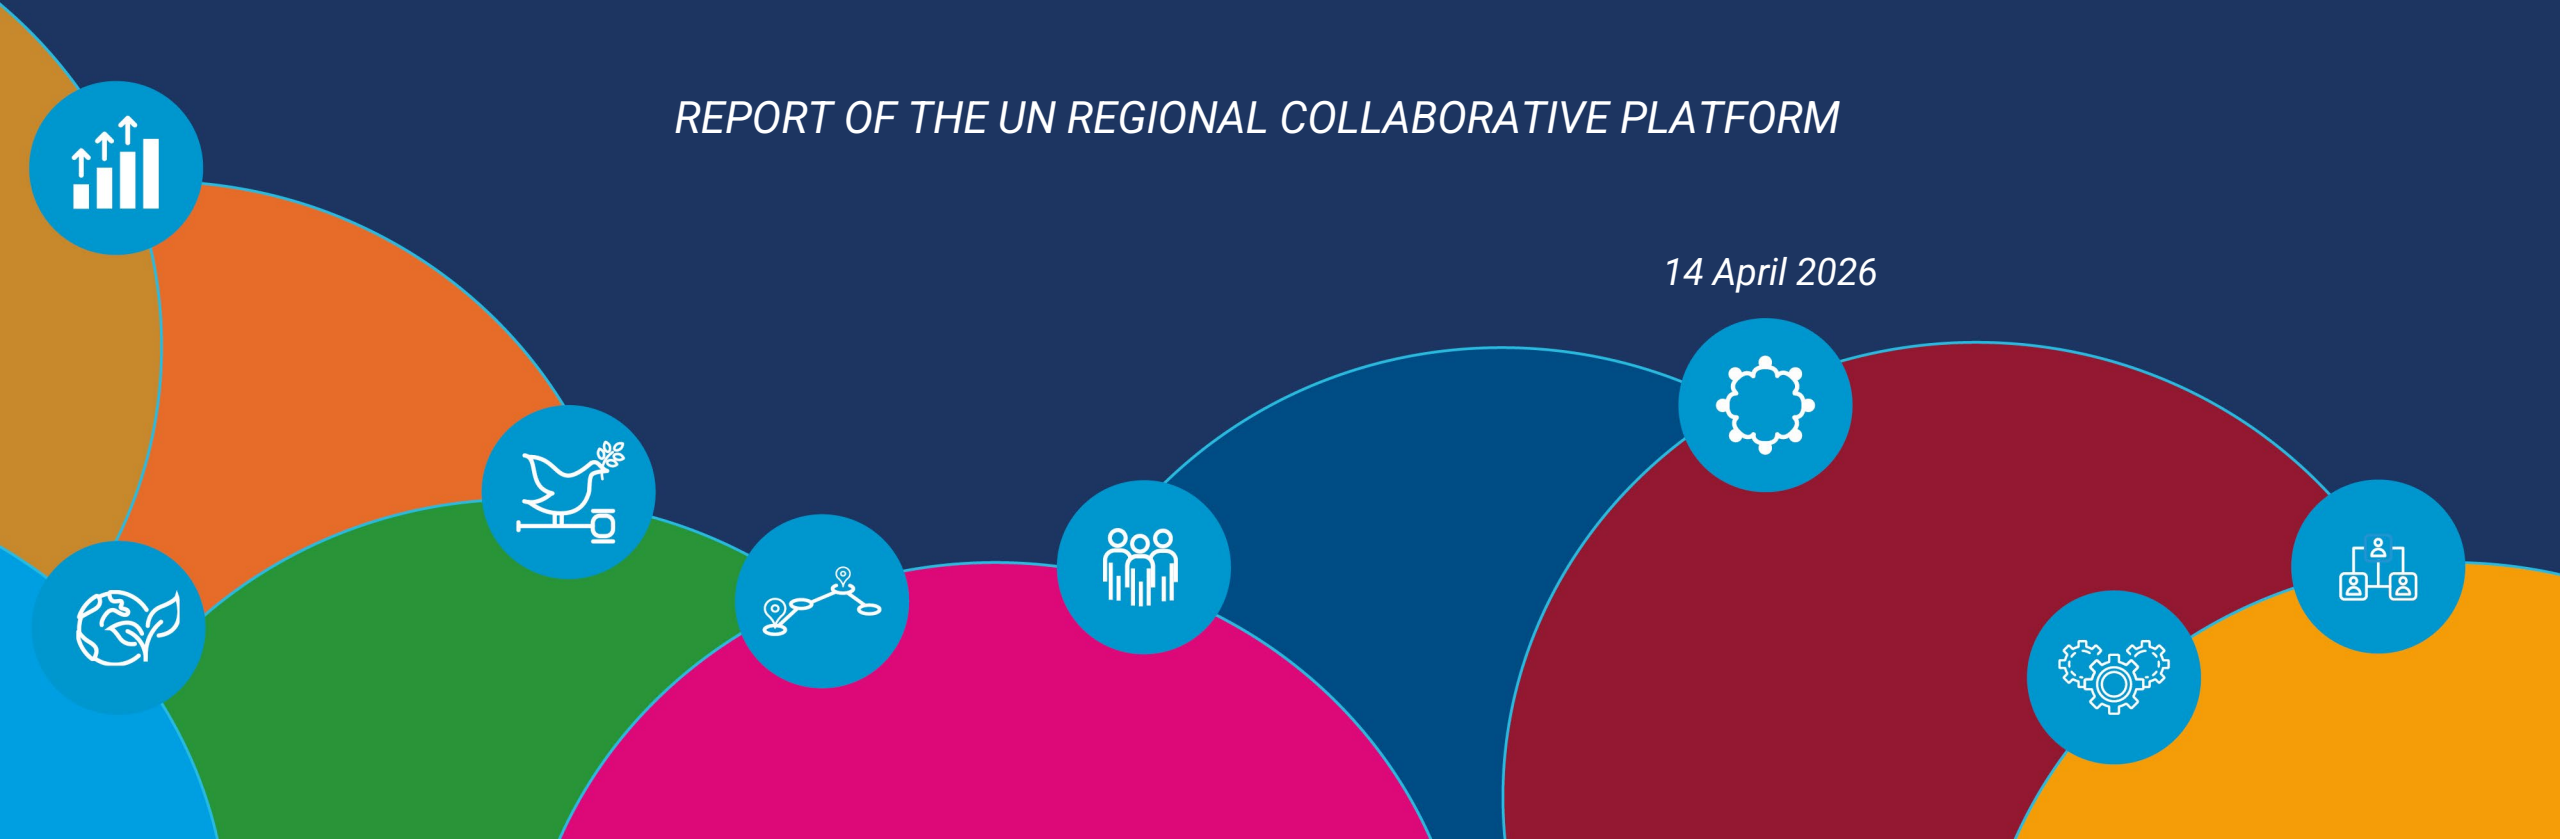 REPORT OF THE UN REGIONAL COLLABORATIVE PLATFORM
14 April 2026